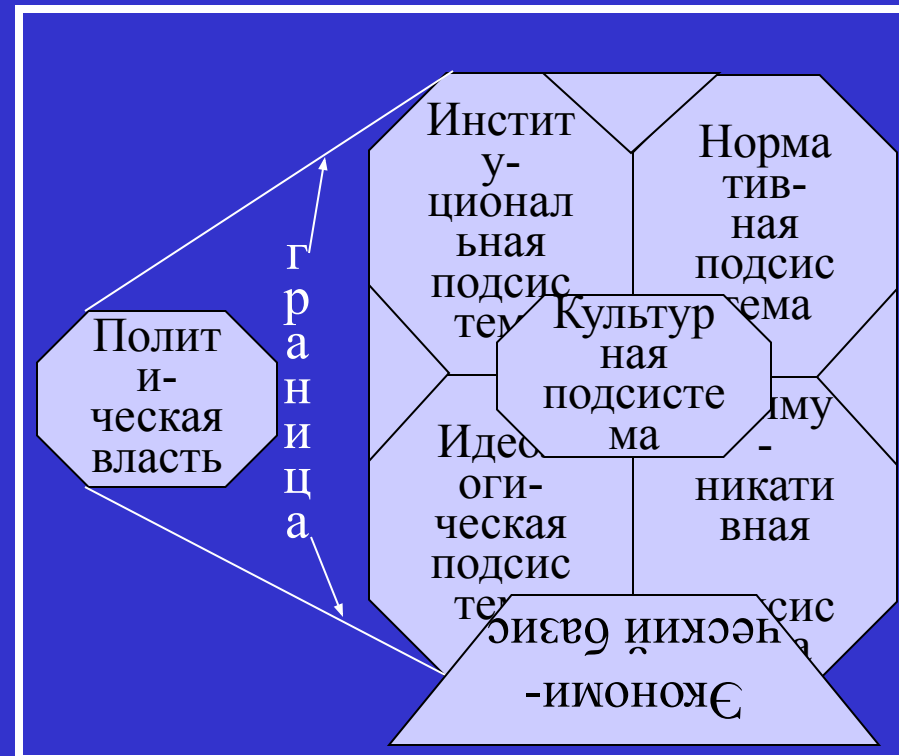 Инстит
у-
ционал
ьная
подсис
Норма
тив-
ная
подсис
граница
Полит
и-
ческая
власть
Культур
ная
подсисте
ма
оги-
ческая
подсис
-
никати
вная
Экономи-
ческий базис